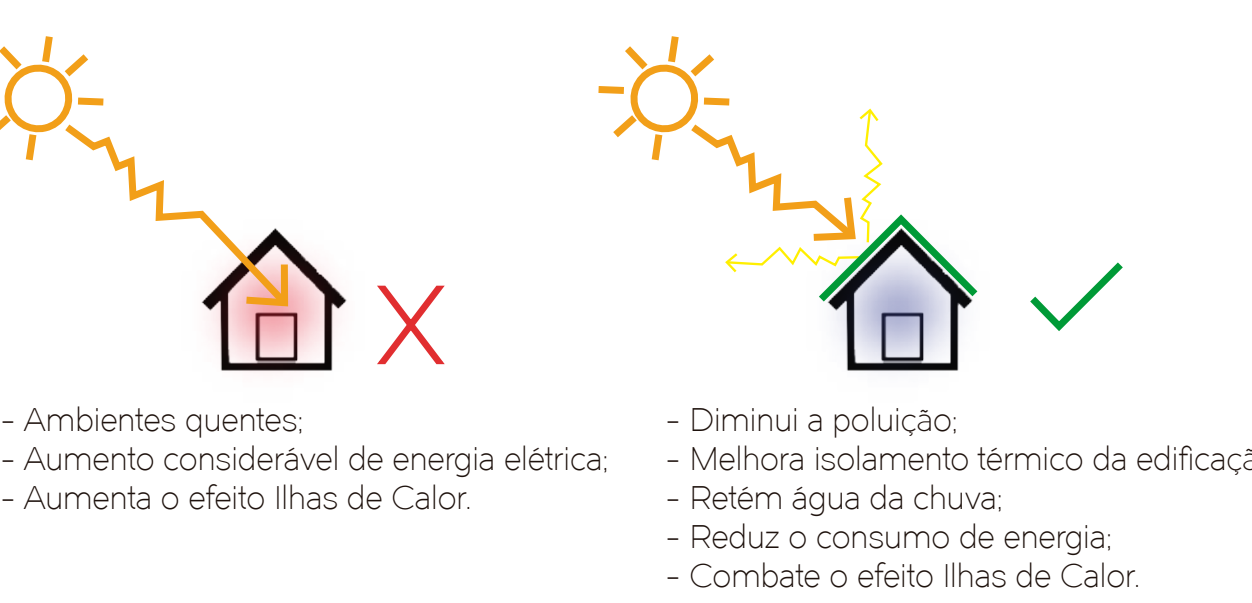 - Ambientes quentes;
- Aumento considerável de energia elétrica;
- Aumenta o efeito Ilhas de Calor.
- Diminui a poluição;
- Melhora isolamento térmico da edificaçã
- Retém água da chuva;
- Reduz o consumo de energia;
- Combate o efeito Ilhas de Calor.